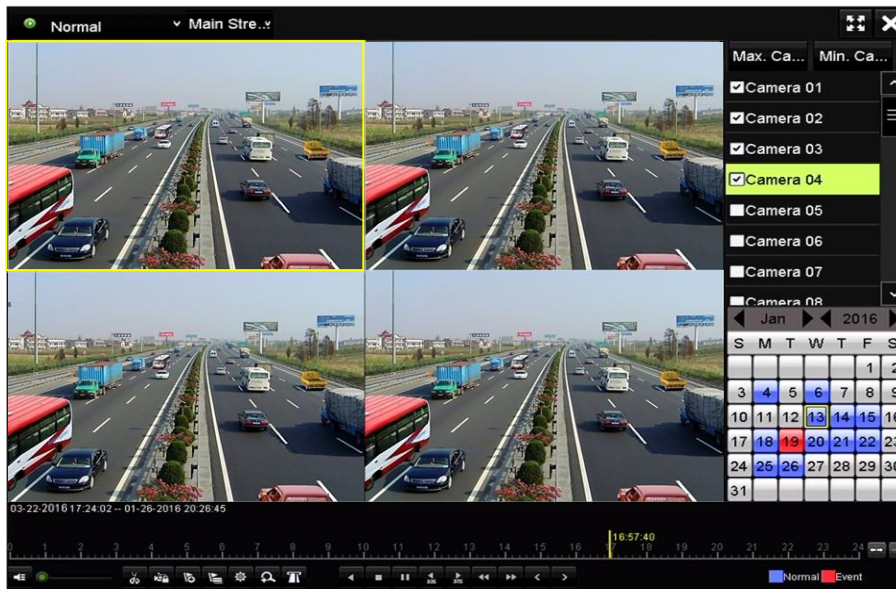 Normal Main Stre..
Max. Ca... Min. Ca...
Camera 01
Camera 02
Camera 03
Camera 04
Camera 05
Camera 06
Camera 07
Camera 08
Jan 2016
S M T W T F S
1 2
3 4 5 6 7 8
10 11 12 13 14 15 16
17 18 19 20 21 22 23
24 25 26 27 28 29 30
31
03-22-2016 17:24:02 -- 01-26-2016 20:26:45
16:57:40
0 1 2 3 4 5 6 7 8 9 10 11 12 13 14 15 16 17 18 19 20 21 22 23 24
30S 30S
Normal Event